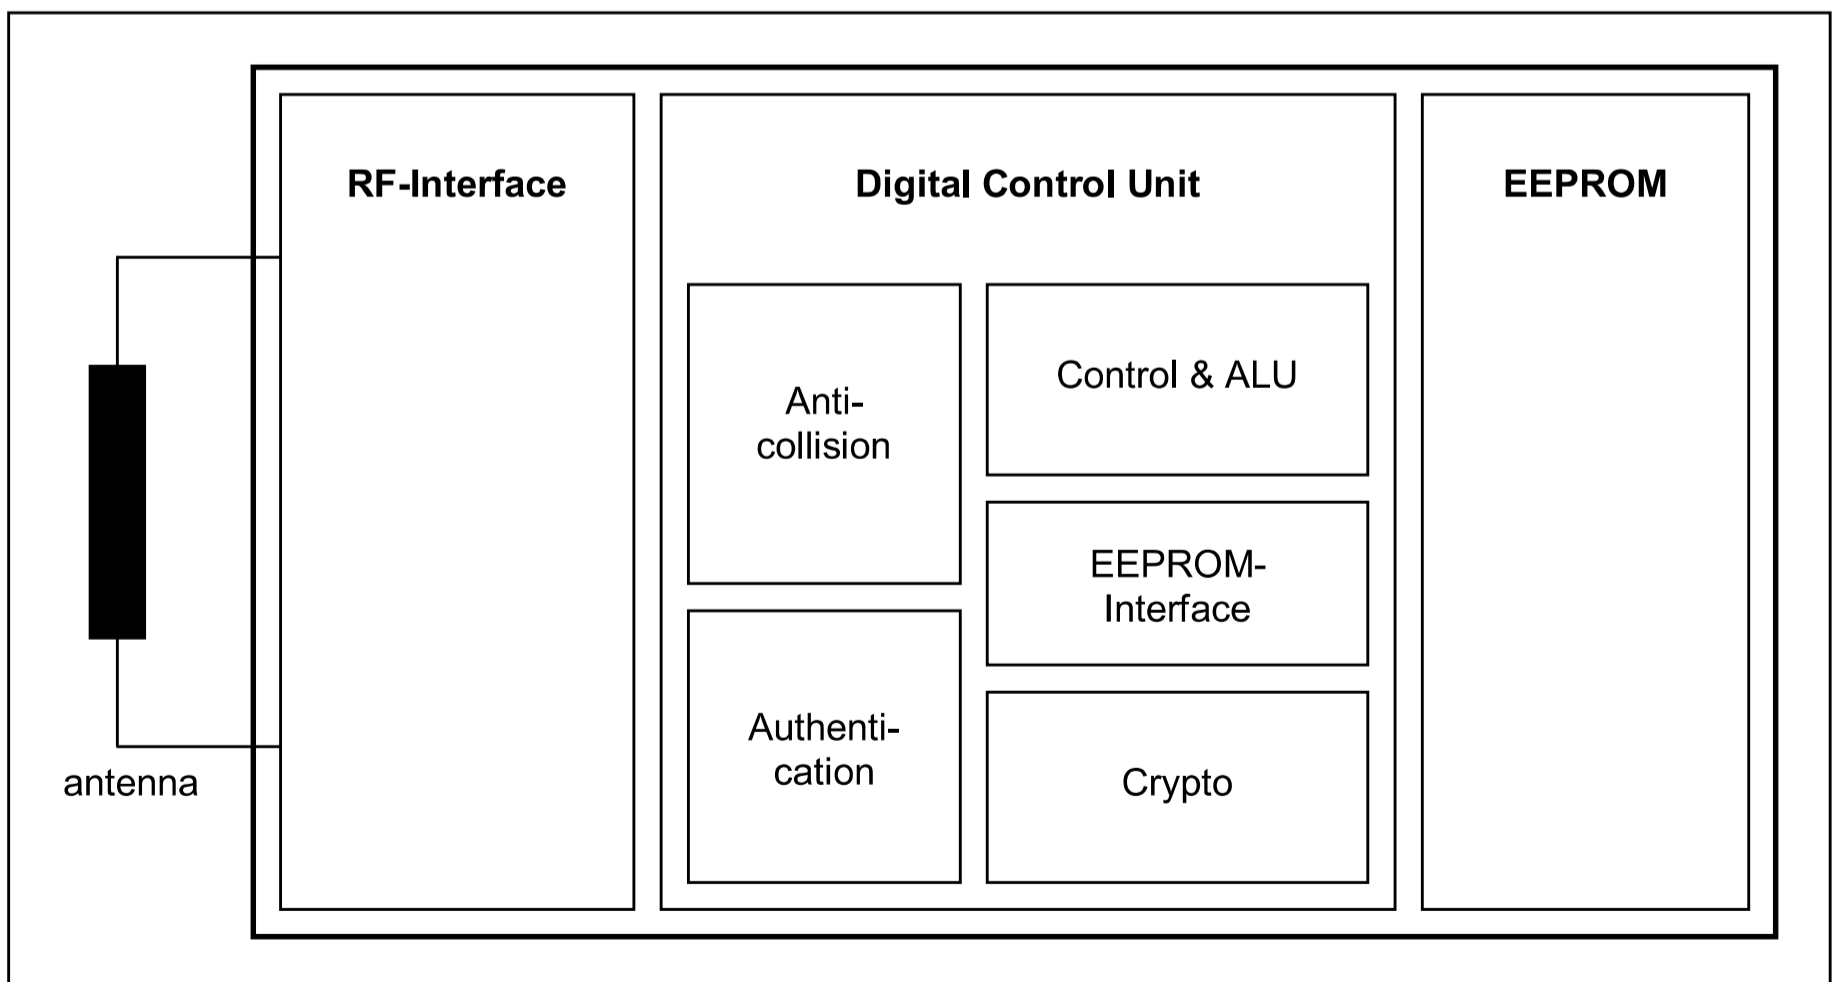 RF-Interface
Digital Control Unit
EEPROM
Anti-
collision
Control & ALU
EEPROM-
Interface
Authenti-
cation
Crypto
antenna